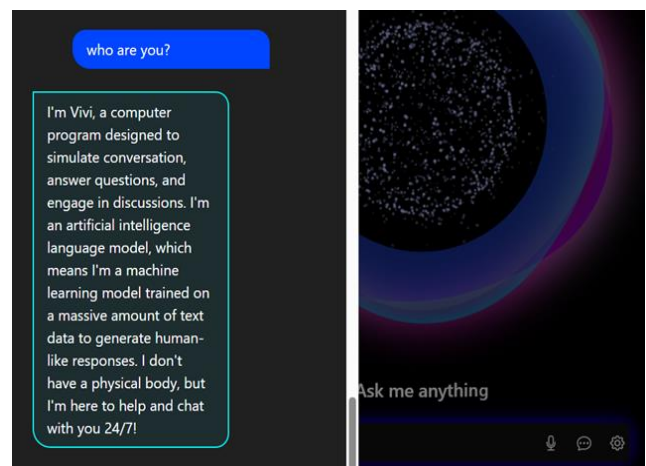 who are you?
I'm Vivi, a computer
program designed to
simulate conversation,
answer questions, and
engage in discussions. I'm
an artificial intelligence
language model, which
means I'm a machine
learning model trained on
a massive amount of text
data to generate human-
like responses. I don't
have a physical body, but
I'm here to help and chat
with you 24/7!
Ask me anything